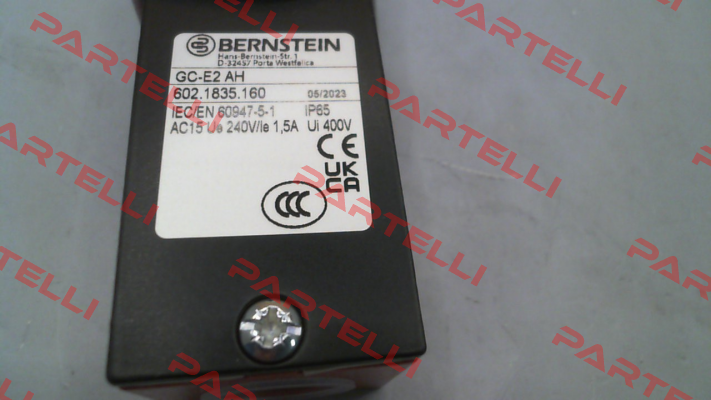 BERNSTEIN
Hans-Bernstein-Str. 1
D-32457 Porta Westfalica
GC-E2 AH
602.1835.160 05/2023
IEC/EN 60947-5-1 IP65
AC15 Ue 240V/Ie 1,5A Ui 400V
CE
UK
CA
CCC
PARTELLI
PARTELLI
PARTELLI
PARTELLI
PARTELLI
PARTELLI
PARTELLI